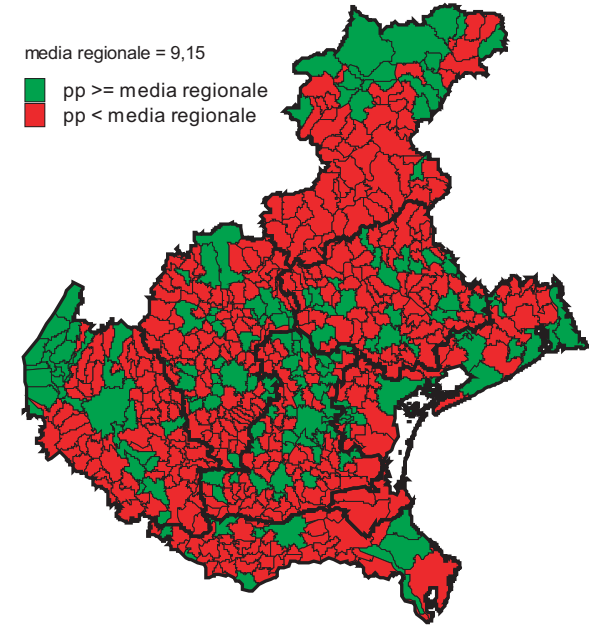 media regionale = 9,15
pp >= media regionale
pp < media regionale